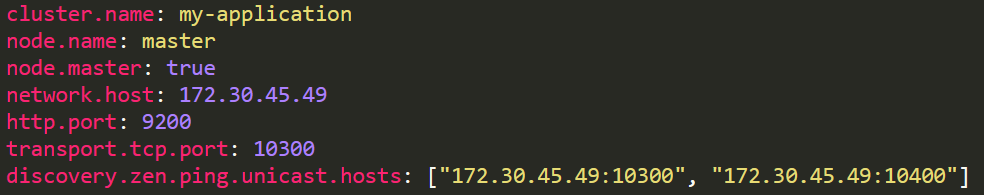 cluster.name: my-application
node.name: master
node.master: true
network.host: 172.30.45.49
http.port: 9200
transport.tcp.port: 10300
discovery.zen.ping.unicast.hosts: ["172.30.45.49:10300", "172.30.45.49:10400"]